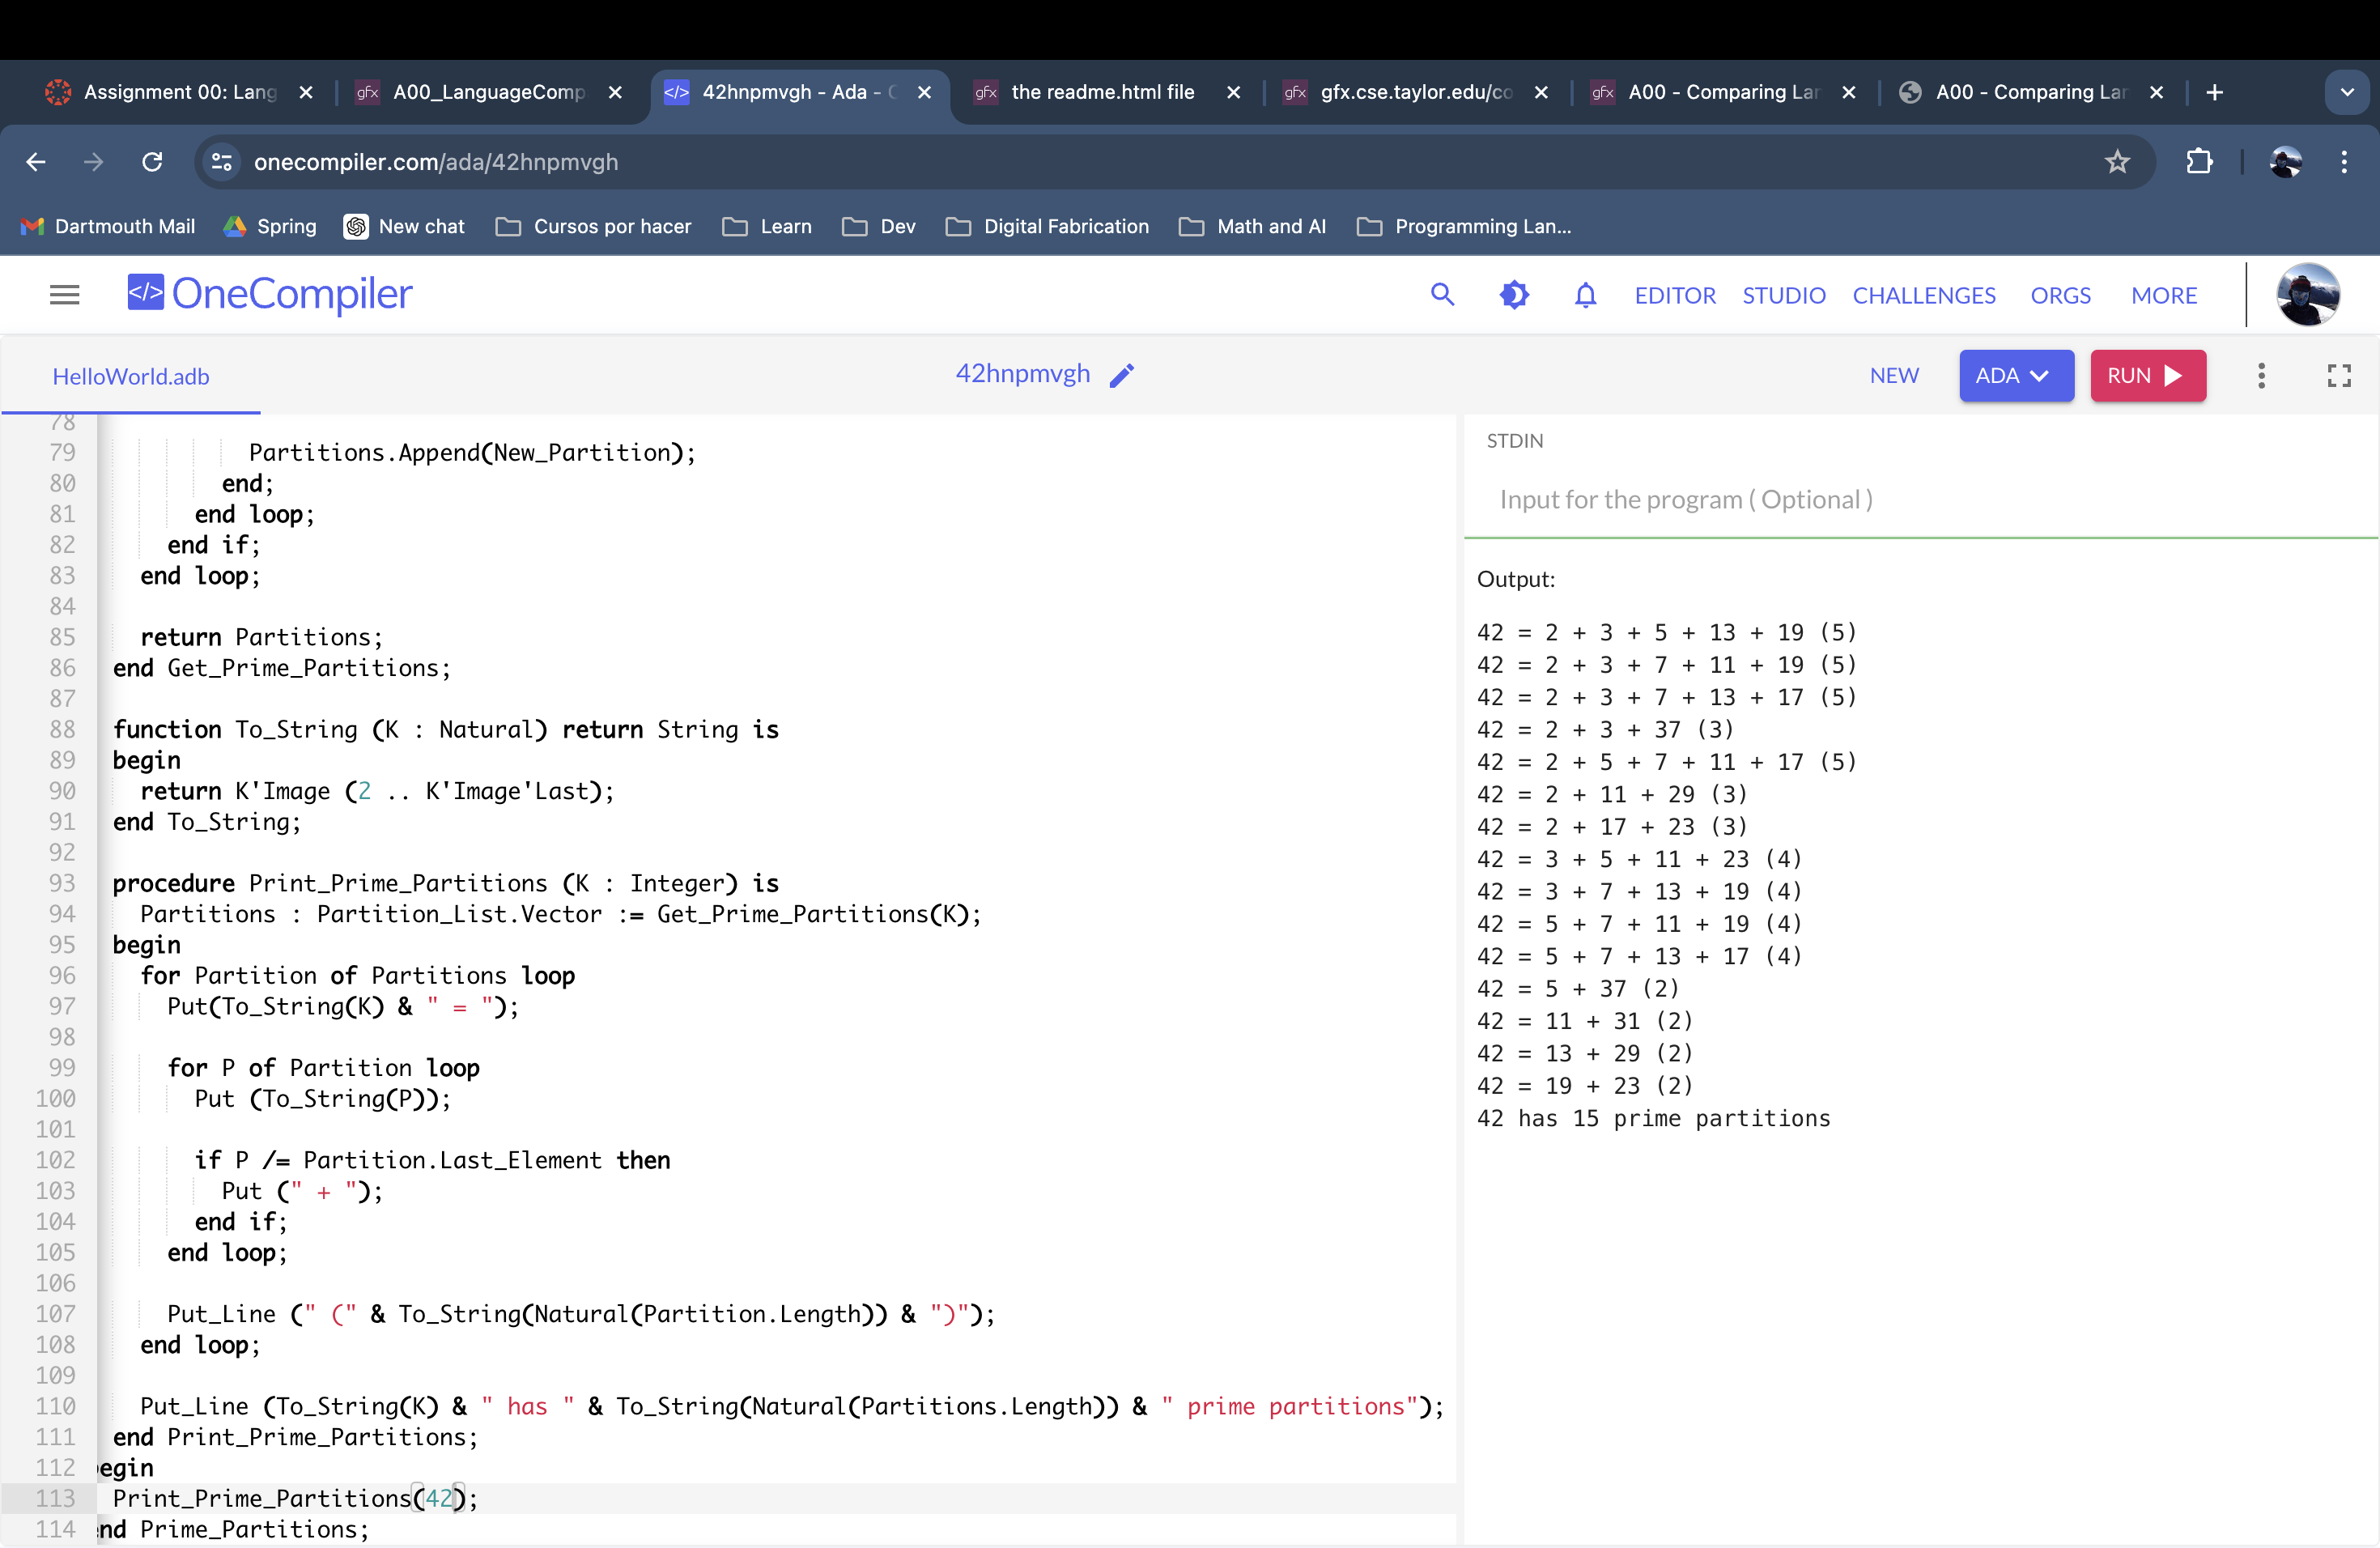 Assignment 00: Lang
A00_LanguageComp
42hnpmvgh - Ada - C
the readme.html file
gfx.cse.taylor.edu/co
A00 - Comparing Lar
A00 - Comparing Lar
onecompiler.com/ada/42hnpmvgh
Dartmouth Mail Spring New chat Cursos por hacer Learn Dev Digital Fabrication Math and AI Programming Lan...
</> OneCompiler EDITOR STUDIO CHALLENGES ORGS MORE
HelloWorld.adb 42hnpmvgh NEW ADA RUN
78
79 Partitions.Append(New_Partition);
80 end;
81 end loop;
82 end if;
83 end loop;
84
85 return Partitions;
86 end Get_Prime_Partitions;
87
88 function To_String (K : Natural) return String is
89 begin
90 return K'Image (2 .. K'Image'Last);
91 end To_String;
92
93 procedure Print_Prime_Partitions (K : Integer) is
94 Partitions : Partition_List.Vector := Get_Prime_Partitions(K);
95 begin
96 for Partition of Partitions loop
97 Put(To_String(K) & " = ");
98
99 for P of Partition loop
100 Put (To_String(P));
101
102 if P /= Partition.Last_Element then
103 Put (" + ");
104 end if;
105 end loop;
106
107 Put_Line (" (" & To_String(Natural(Partition.Length)) & ")");
108 end loop;
109
110 Put_Line (To_String(K) & " has " & To_String(Natural(Partitions.Length)) & " prime partitions");
111 end Print_Prime_Partitions;
112 egin
113 Print_Prime_Partitions(42);
114 nd Prime_Partitions;
STDIN
Input for the program ( Optional )
Output:
42 = 2 + 3 + 5 + 13 + 19 (5)
42 = 2 + 3 + 7 + 11 + 19 (5)
42 = 2 + 3 + 7 + 13 + 17 (5)
42 = 2 + 3 + 37 (3)
42 = 2 + 5 + 7 + 11 + 17 (5)
42 = 2 + 11 + 29 (3)
42 = 2 + 17 + 23 (3)
42 = 3 + 5 + 11 + 23 (4)
42 = 3 + 7 + 13 + 19 (4)
42 = 5 + 7 + 11 + 19 (4)
42 = 5 + 7 + 13 + 17 (4)
42 = 5 + 37 (2)
42 = 11 + 31 (2)
42 = 13 + 29 (2)
42 = 19 + 23 (2)
42 has 15 prime partitions